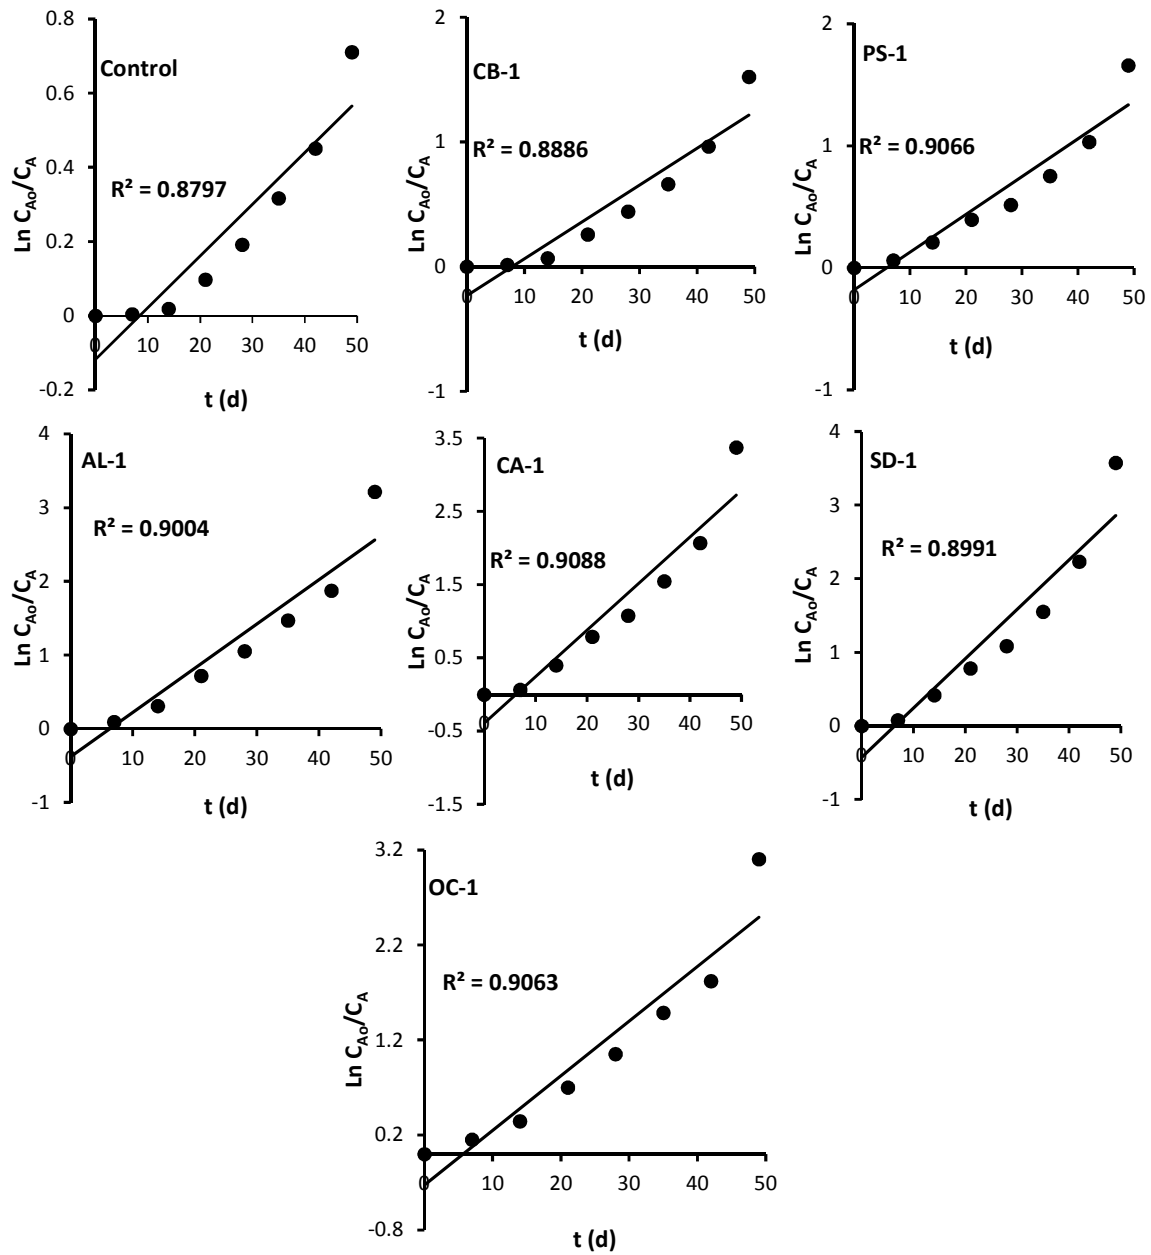 Control
R² = 0.8797
Ln CAo/CA
0.8
0.6
0.4
0.2
0
-0.2
0 10 20 30 40 50
t (d)
CB-1
R² = 0.8886
Ln CAo/CA
2
1
0
-1
0 10 20 30 40 50
t (d)
PS-1
R² = 0.9066
Ln CAo/CA
2
1
0
-1
0 10 20 30 40 50
t (d)
AL-1
R² = 0.9004
Ln CAo/CA
4
3
2
1
0
-1
0 10 20 30 40 50
t (d)
CA-1
R² = 0.9088
Ln CAo/CA
3.5
2.5
1.5
0.5
-0.5
-1.5
0 10 20 30 40 50
t (d)
SD-1
R² = 0.8991
Ln CAo/CA
4
3
2
1
0
-1
0 10 20 30 40 50
t (d)
OC-1
R² = 0.9063
Ln CAo/CA
3.2
2.2
1.2
0.2
-0.8
0 10 20 30 40 50
t (d)